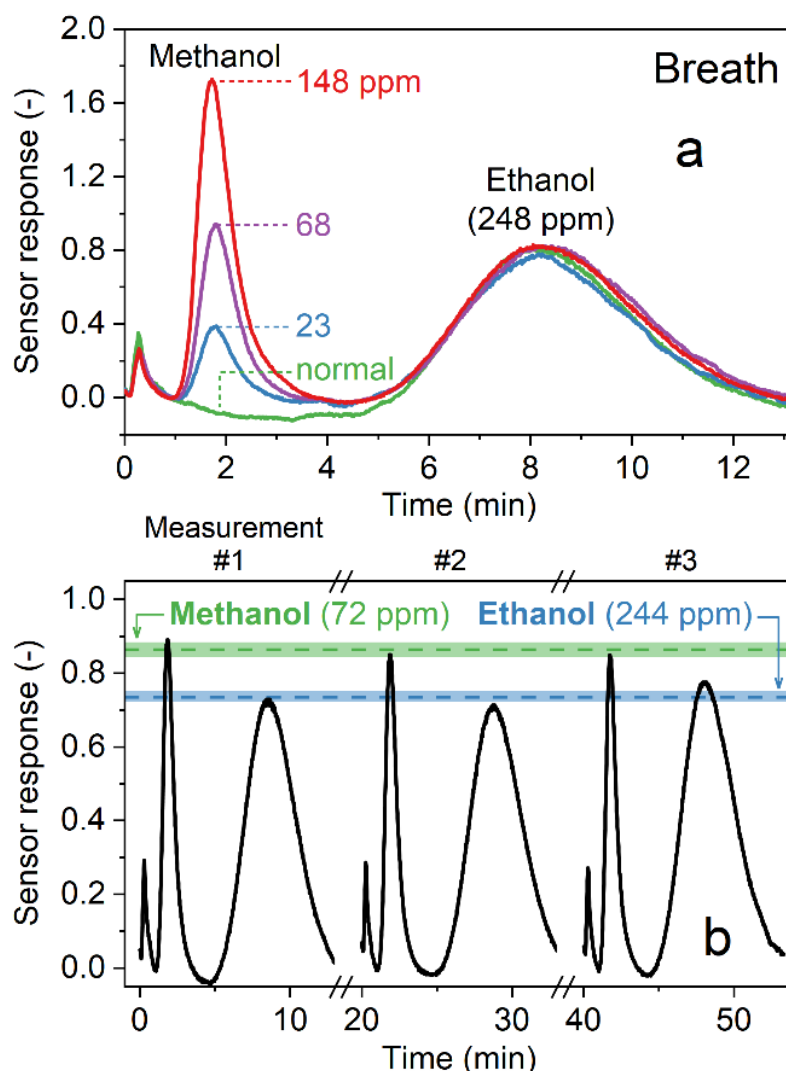 2.0
1.6
1.2
0.8
0.4
0.0
Sensor response (-)
Methanol
148 ppm
68
23
normal
Ethanol
(248 ppm)
Breath
a
0 2 4 6 8 10 12
Time (min)
Measurement
#1 #2 #3
1.0
0.8
0.6
0.4
0.2
0.0
Sensor response (-)
Methanol (72 ppm) Ethanol (244 ppm)
b
0 10 20 30 40 50
Time (min)